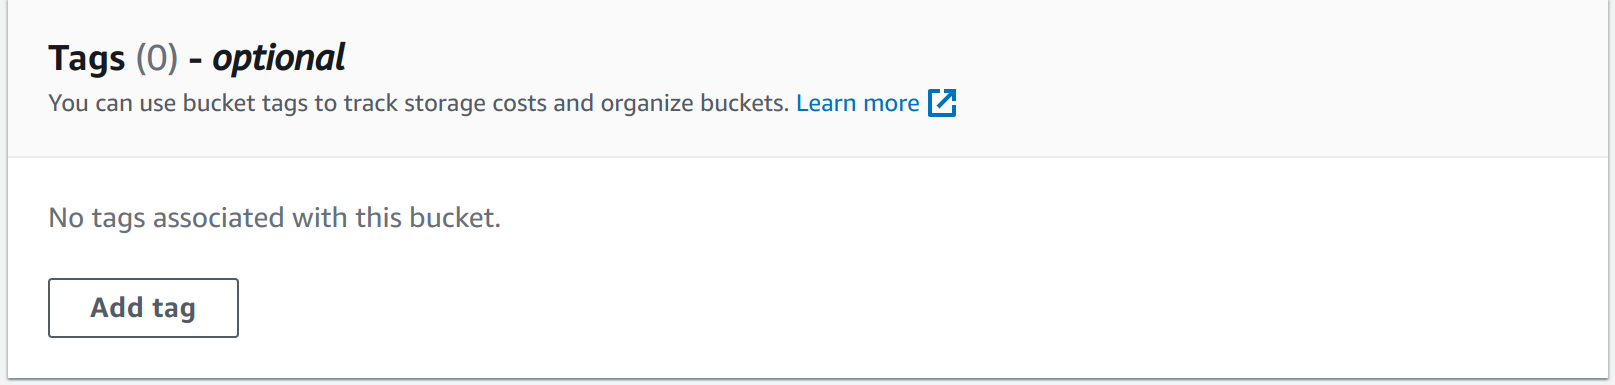 Tags (0) - optional
You can use bucket tags to track storage costs and organize buckets. Learn more
No tags associated with this bucket.
Add tag